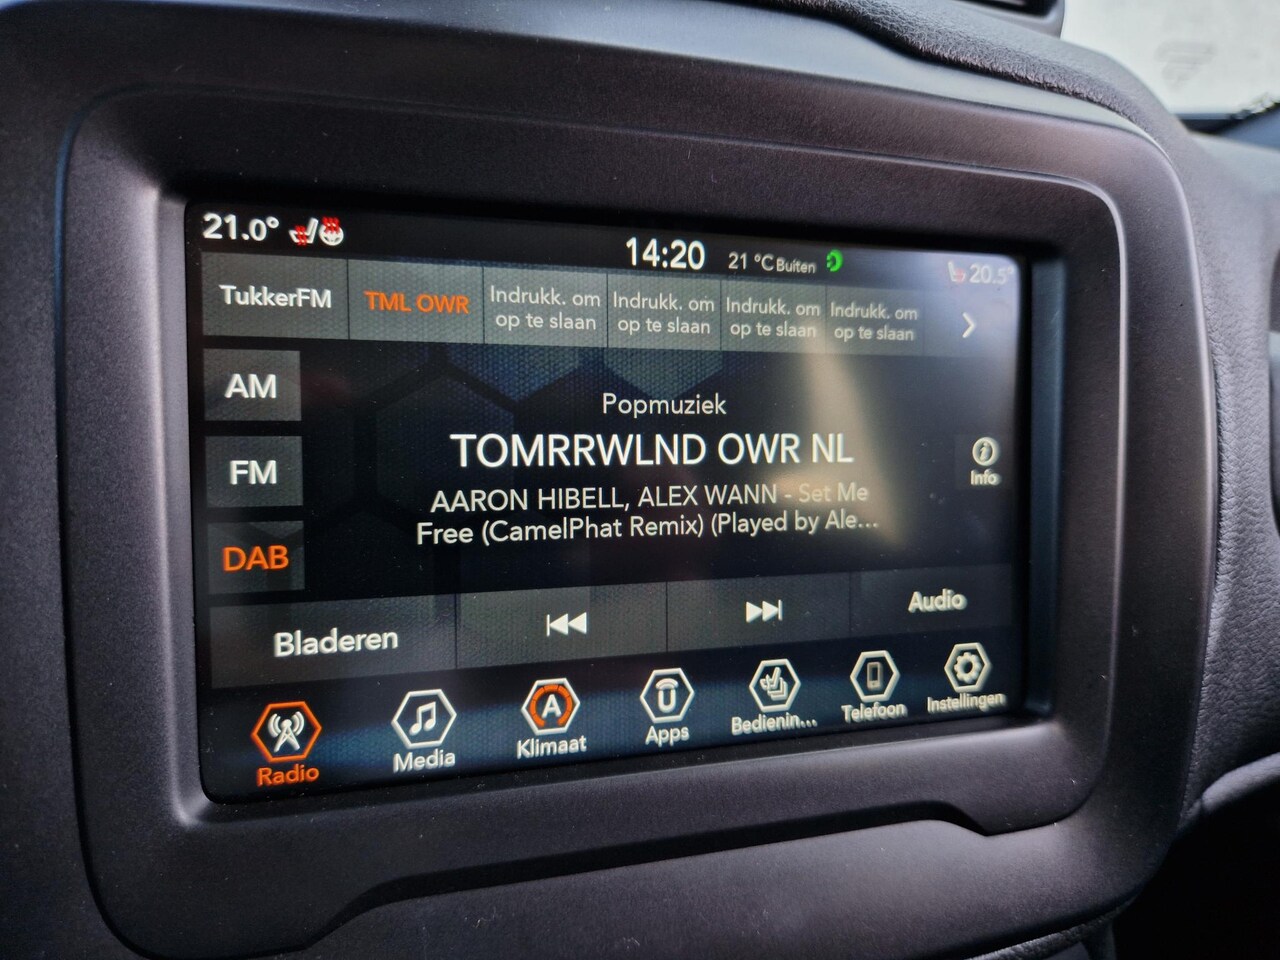 21.0°
14:20 21 °C Buiten
20.5°
TukkerFM
TML OWR
Indrukk. om
op te slaan
Indrukk. om
op te slaan
Indrukk. om
op te slaan
Indrukk. om
op te slaan
AM
FM
DAB
Popmuziek
TOMRRWLND OWR NL
AARON HIBELL, ALEX WANN - Set Me
Free (CamelPhat Remix) (Played by Ale...
Info
Bladeren
Audio
Radio
Media
A
Klimaat
Apps
Bedienin...
Telefoon
Instellingen